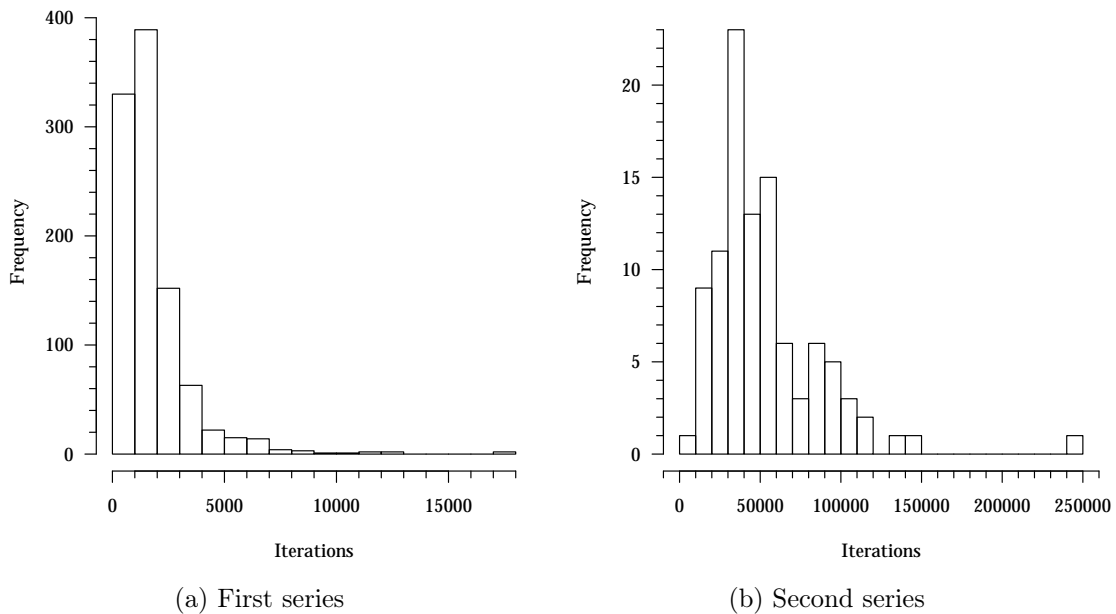 400
300
200
100
0
Frequency
0 5000 10000 15000
Iterations
(a) First series
20
15
10
5
0
Frequency
0 50000 100000 150000 200000 250000
Iterations
(b) Second series